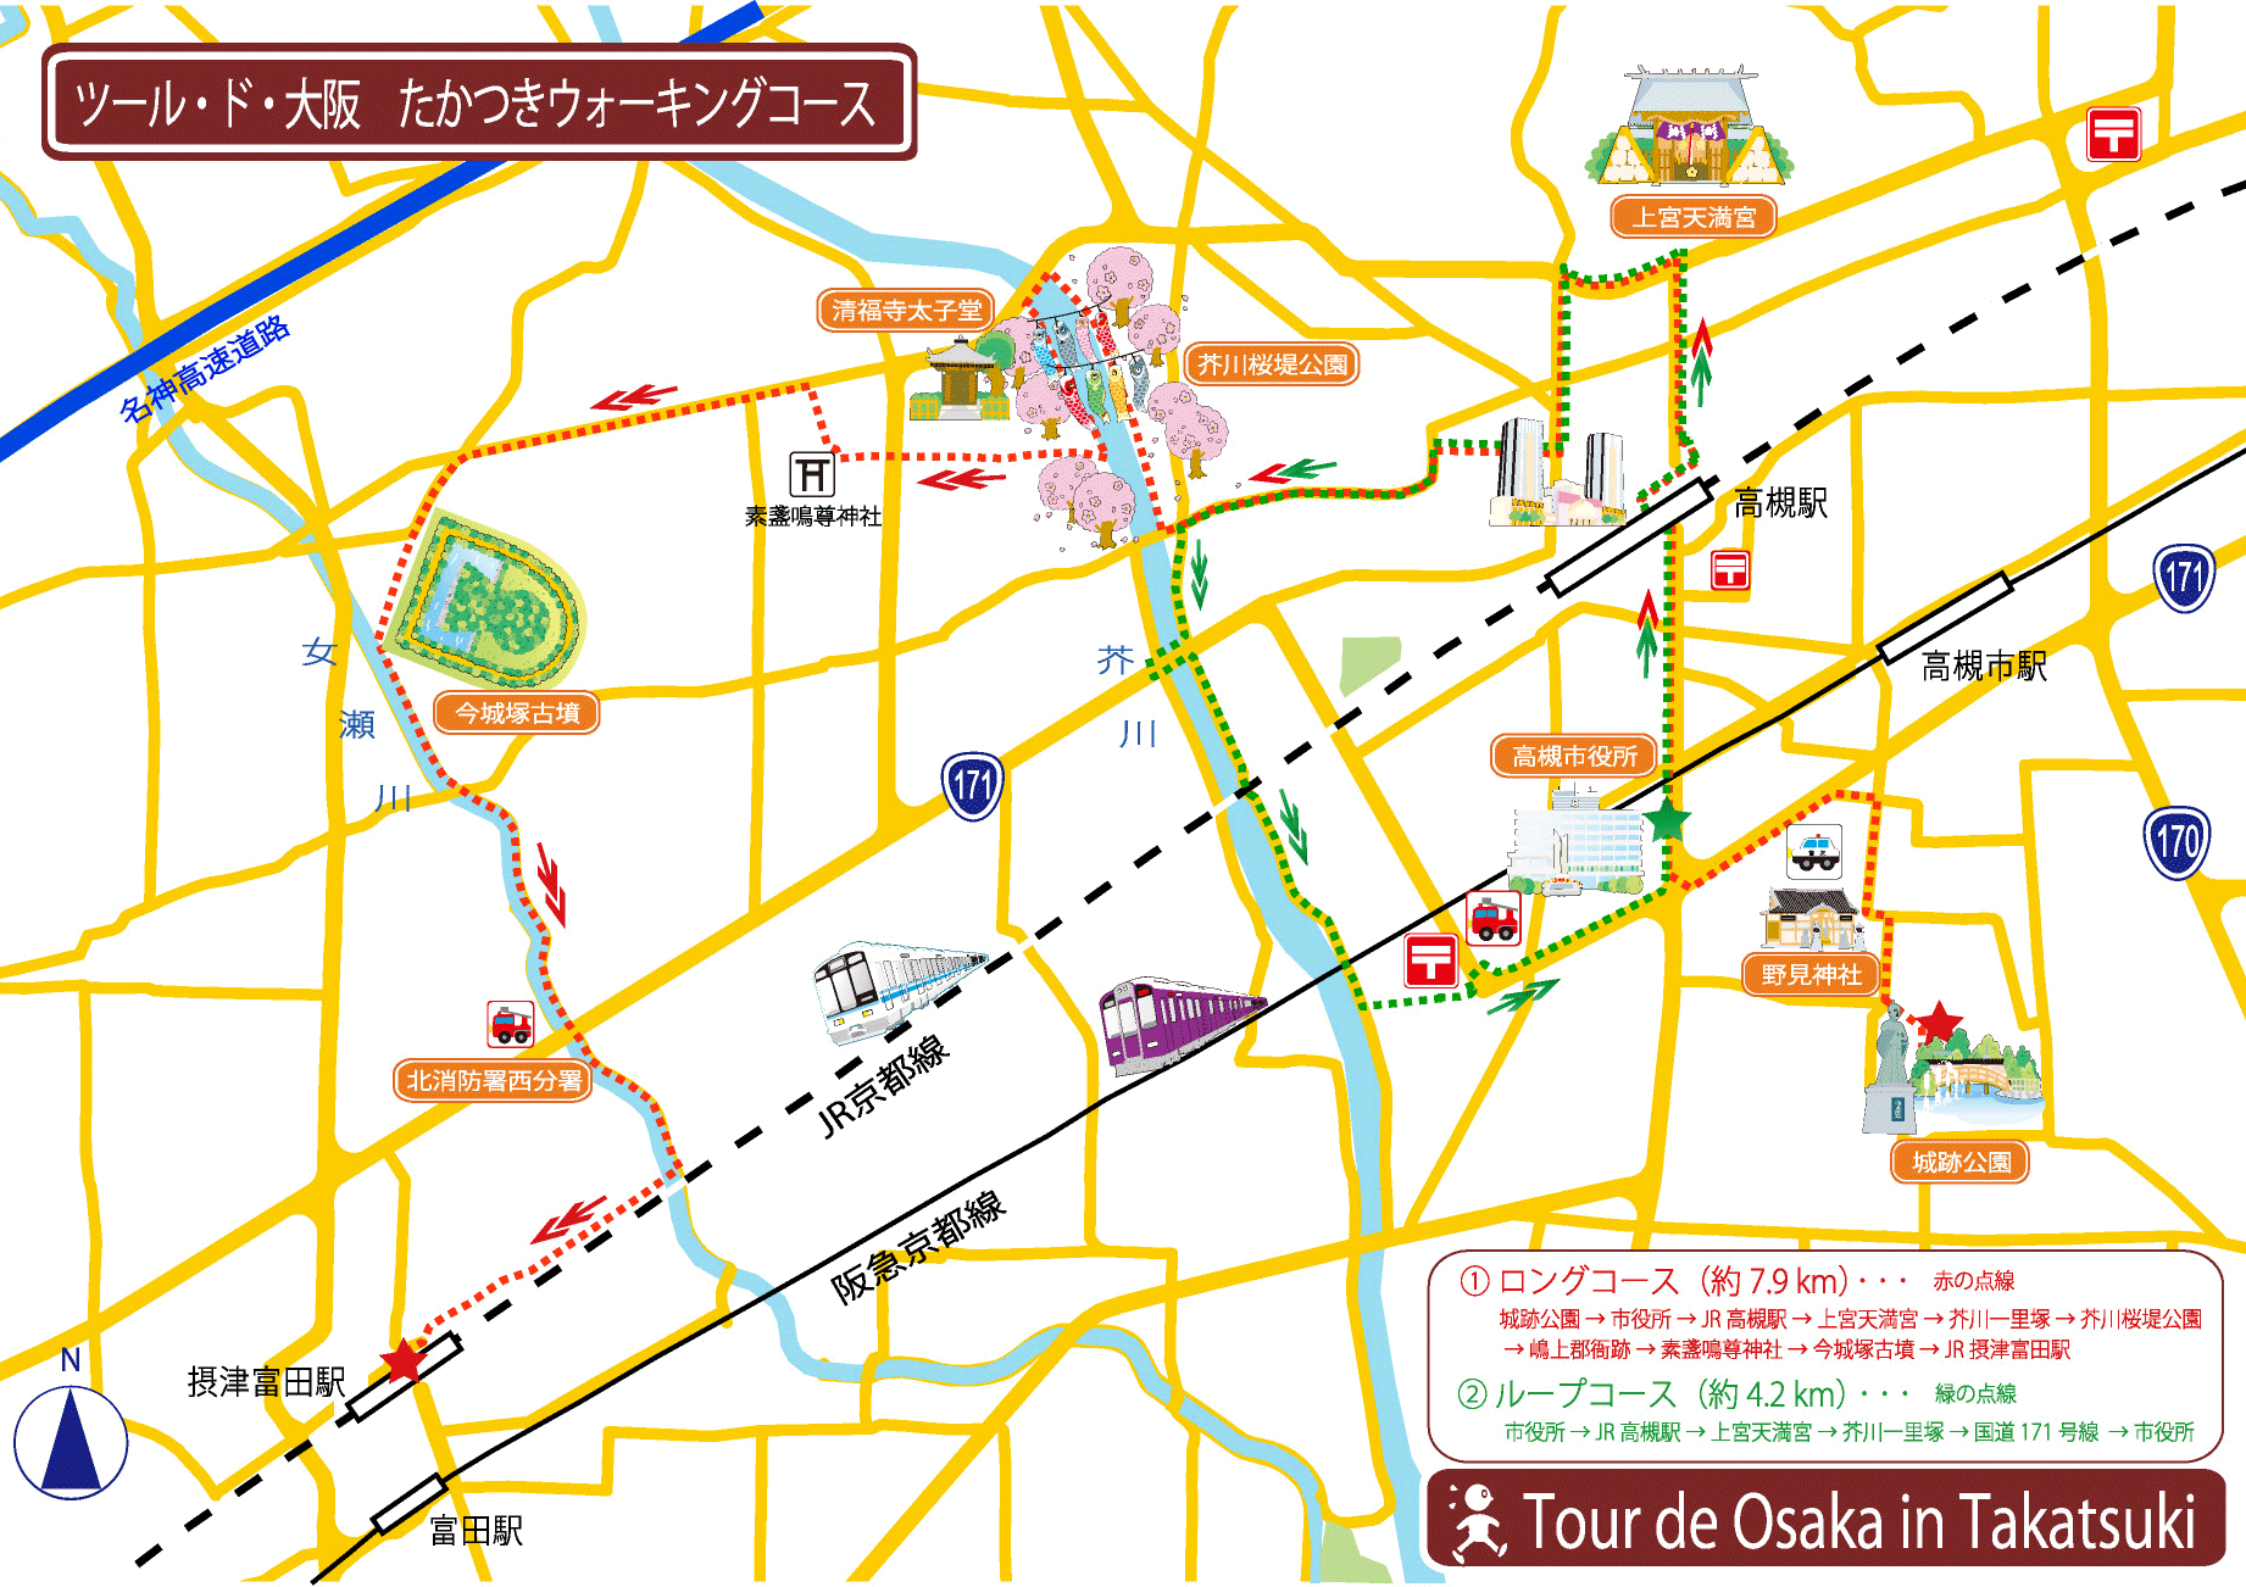 ツール・ド・大阪　たかつきウォーキングコース
上宮天満宮
名神高速道路
清福寺太子堂
芥川桜堤公園
素盞嗚尊神社
高槻駅
171
女瀬川
芥川
今城塚古墳
高槻市駅
高槻市役所
171
170
野見神社
北消防署西分署
JR京都線
城跡公園
阪急京都線
① ロングコース（約 7.9 km）・・・　赤の点線
城跡公園 → 市役所 → JR 高槻駅 → 上宮天満宮 → 芥川一里塚 → 芥川桜堤公園
→ 嶋上郡衙跡 → 素盞嗚尊神社 → 今城塚古墳 → JR 摂津富田駅
② ループコース（約 4.2 km）・・・　緑の点線
市役所 → JR 高槻駅 → 上宮天満宮 → 芥川一里塚 → 国道 171 号線 → 市役所
N
摂津富田駅
富田駅
Tour de Osaka in Takatsuki